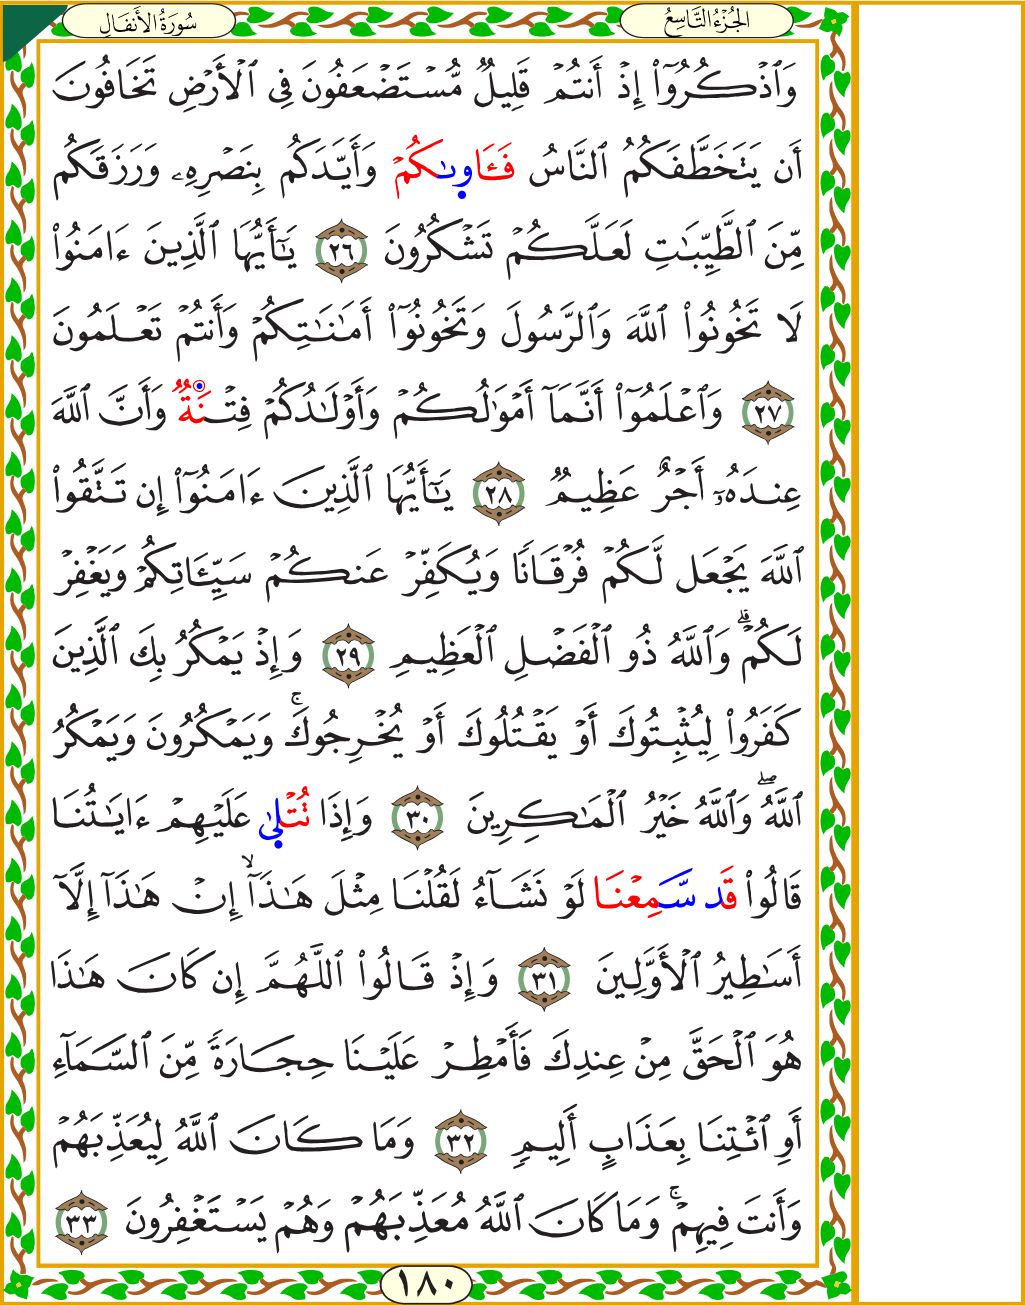 سُورَةُ الأَنفَالِ
الجُزْءُ التَّاسِعُ
وَٱذْكُرُوٓا۟ إِذْ أَنتُمْ قَلِيلٌ مُّسْتَضْعَفُونَ فِى ٱلْأَرْضِ تَخَافُونَ
أَن يَتَخَطَّفَكُمُ ٱلنَّاسُ فَـَٔاوىٰكُمْ وَأَيَّدَكُم بِنَصْرِهِۦ وَرَزَقَكُم
مِّنَ ٱلطَّيِّبَـٰتِ لَعَلَّكُمْ تَشْكُرُونَ ٢٦ يَـٰٓأَيُّهَا ٱلَّذِينَ ءَامَنُوا۟
لَا تَخُونُوا۟ ٱللَّهَ وَٱلرَّسُولَ وَتَخُونُوٓا۟ أَمَـٰنَـٰتِكُمْ وَأَنتُمْ تَعْلَمُونَ
٢٧ وَٱعْلَمُوٓا۟ أَنَّمَآ أَمْوَٰلُكُمْ وَأَوْلَـٰدُكُمْ فِتْنَةٌ وَأَنَّ ٱللَّهَ
عِندَهُۥٓ أَجْرٌ عَظِيمٌ ٢٨ يَـٰٓأَيُّهَا ٱلَّذِينَ ءَامَنُوٓا۟ إِن تَتَّقُوا۟
ٱللَّهَ يَجْعَل لَّكُمْ فُرْقَانًا وَيُكَفِّرْ عَنكُمْ سَيِّـَٔاتِكُمْ وَيَغْفِرْ
لَكُمْ ۗ وَٱللَّهُ ذُو ٱلْفَضْلِ ٱلْعَظِيمِ ٢٩ وَإِذْ يَمْكُرُ بِكَ ٱلَّذِينَ
كَفَرُوا۟ لِيُثْبِتُوكَ أَوْ يَقْتُلُوكَ أَوْ يُخْرِجُوكَ ۚ وَيَمْكُرُونَ وَيَمْكُرُ
ٱللَّهُ ۖ وَٱللَّهُ خَيْرُ ٱلْمَـٰكِرِينَ ٣٠ وَإِذَا تُتْلىٰ عَلَيْهِمْ ءَايَـٰتُنَا
قَالُوا۟ قَد سَّمِعْنَا لَوْ نَشَآءُ لَقُلْنَا مِثْلَ هَـٰذَآ ۙ إِنْ هَـٰذَآ إِلَّآ
أَسَـٰطِيرُ ٱلْأَوَّلِينَ ٣١ وَإِذْ قَالُوا۟ ٱللَّهُمَّ إِن كَانَ هَـٰذَا
هُوَ ٱلْحَقَّ مِنْ عِندِكَ فَأَمْطِرْ عَلَيْنَا حِجَارَةً مِّنَ ٱلسَّمَآءِ
أَوِ ٱئْتِنَا بِعَذَابٍ أَلِيمٍ ٣٢ وَمَا كَانَ ٱللَّهُ لِيُعَذِّبَهُمْ
وَأَنتَ فِيهِمْ ۚ وَمَا كَانَ ٱللَّهُ مُعَذِّبَهُمْ وَهُمْ يَسْتَغْفِرُونَ ٣٣
١٨٠